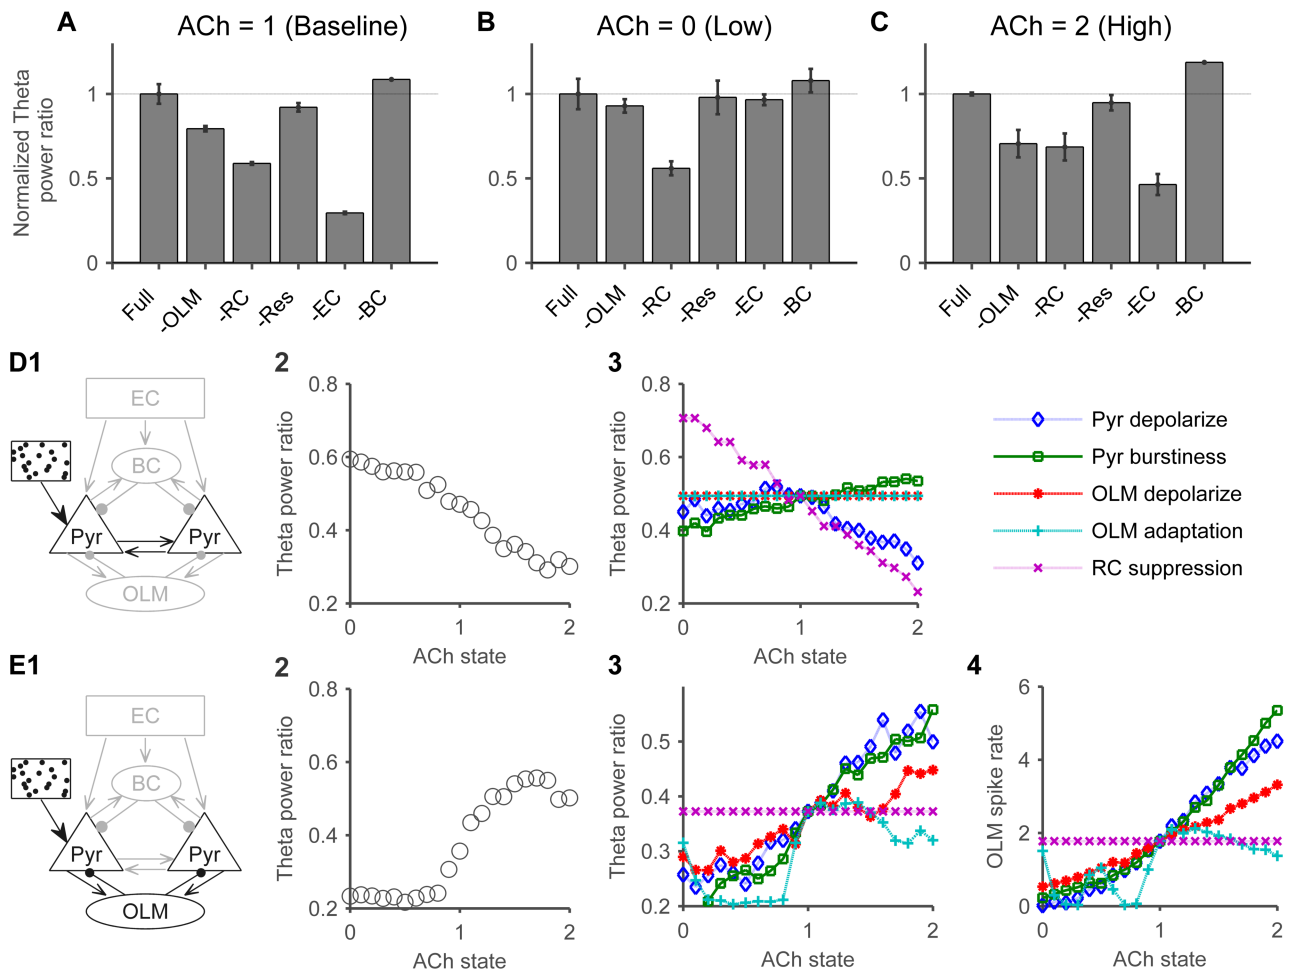 A
ACh = 1 (Baseline)
B
ACh = 0 (Low)
C
ACh = 2 (High)
Normalized Theta
power ratio
1
0.5
0
Full
-OLM
-RC
-Res
-EC
-BC
1
0.5
0
Full
-OLM
-RC
-Res
-EC
-BC
1
0.5
0
Full
-OLM
-RC
-Res
-EC
-BC
D1
EC
BC
Pyr
Pyr
OLM
2
Theta power ratio
0.8
0.6
0.4
0.2
0
1
2
ACh state
3
Theta power ratio
0.8
0.6
0.4
0.2
0
1
2
ACh state
Pyr depolarize
Pyr burstiness
OLM depolarize
OLM adaptation
RC suppression
E1
EC
BC
Pyr
Pyr
OLM
2
Theta power ratio
0.8
0.6
0.4
0.2
0
1
2
ACh state
3
Theta power ratio
0.5
0.4
0.3
0.2
0
1
2
ACh state
4
OLM spike rate
6
4
2
0
0
1
2
ACh state